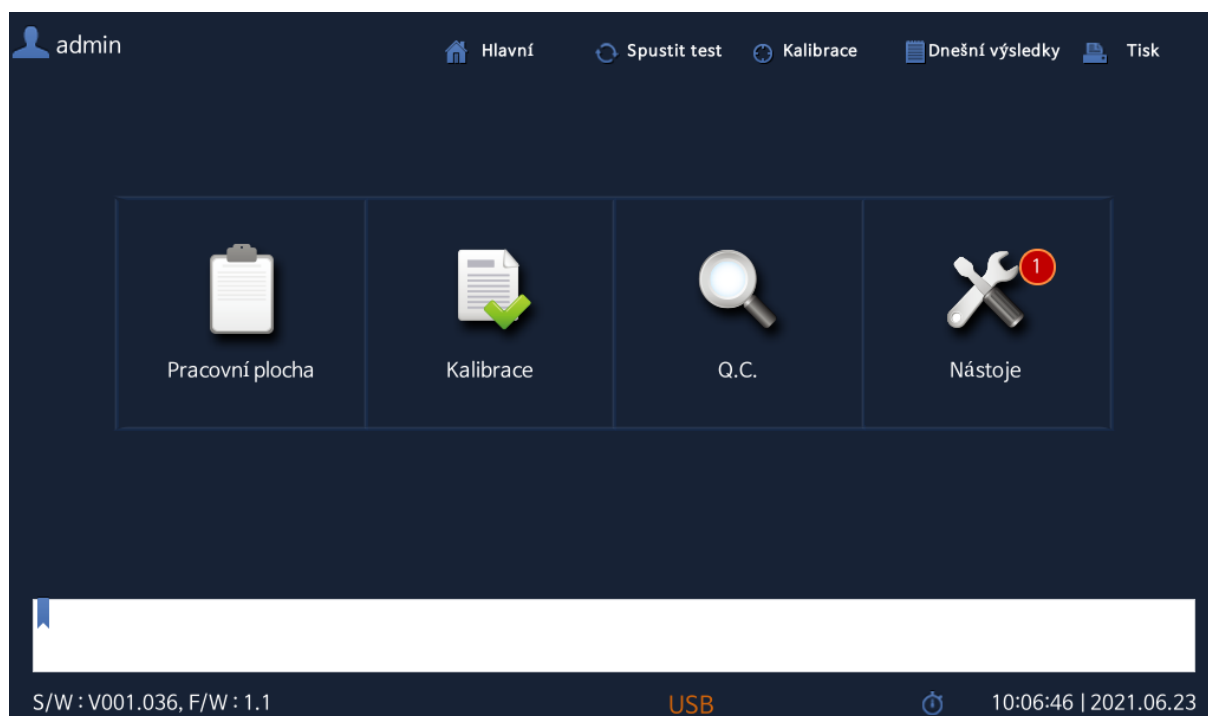 admin
Hlavní Spustit test Kalibrace Dnešní výsledky Tisk
1
Pracovní plocha Kalibrace Q.C. Nástoje
S/W : V001.036, F/W : 1.1 USB 10:06:46 | 2021.06.23